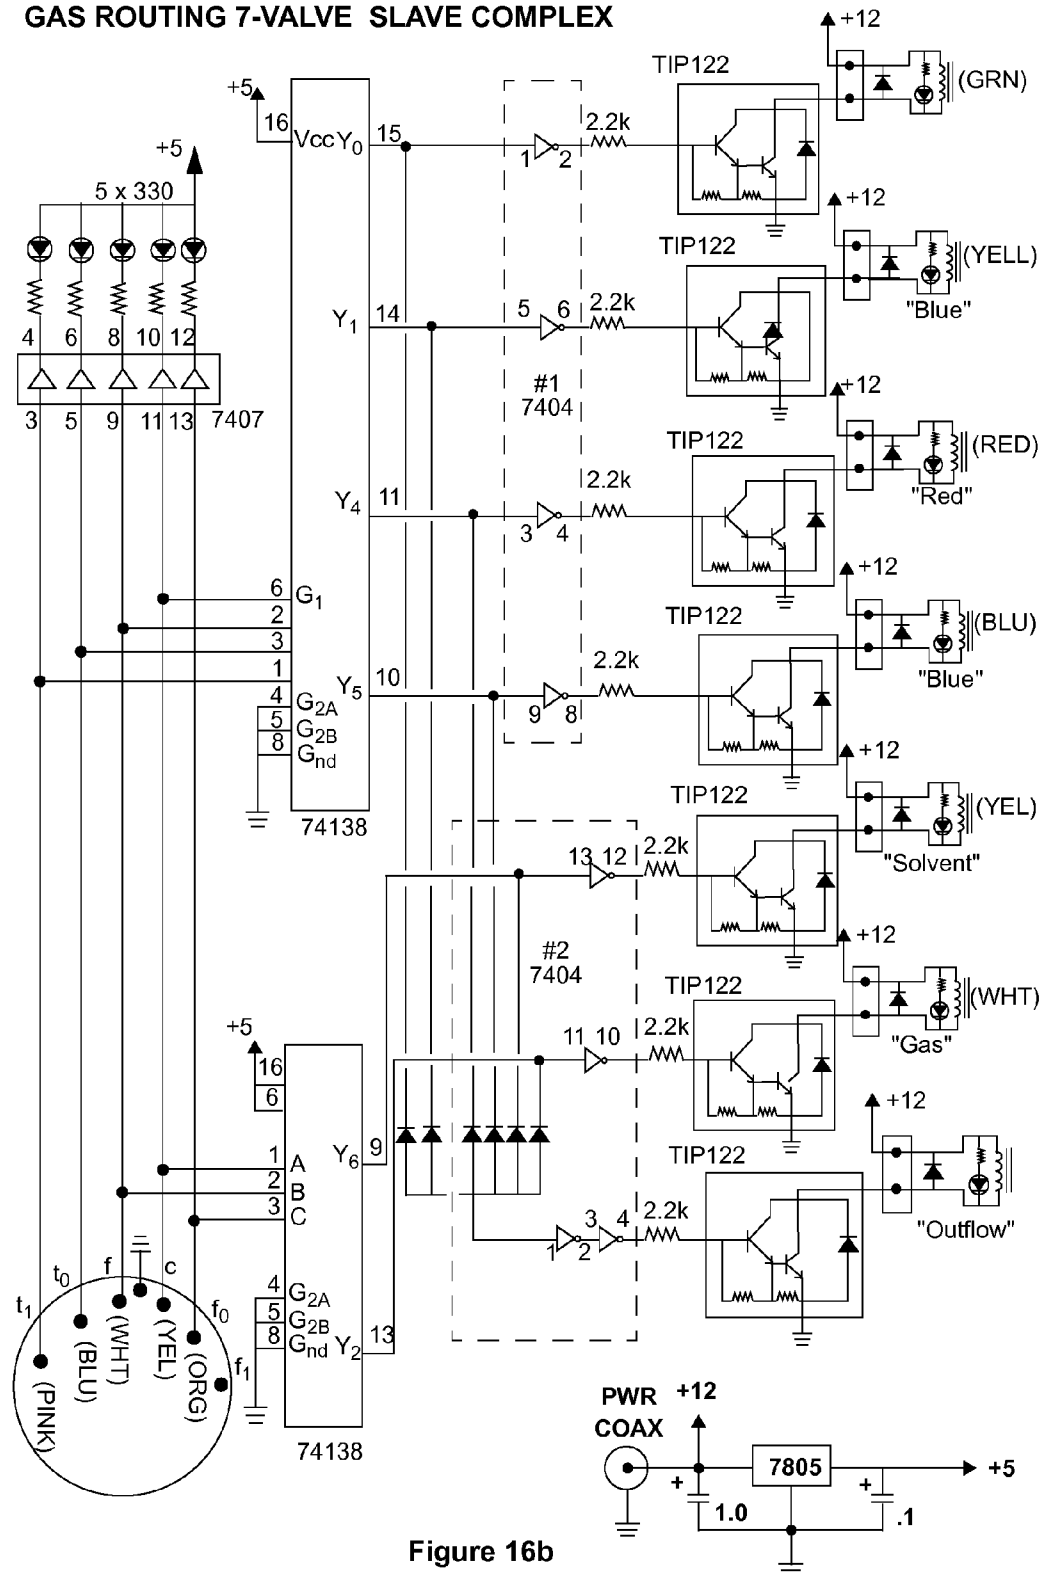 GAS ROUTING 7-VALVE SLAVE COMPLEX
+12
TIP122
(GRN)
+5
16
Vcc Y0
15
2.2k
1
2
+5
5 x 330
+12
TIP122
(YELL)
"Blue"
Y1
14
5
6
2.2k
4
6
8
10
12
#1
7404
+12
3
5
9
11
13
7407
TIP122
(RED)
"Red"
Y4
11
2.2k
3
4
+12
6
G1
2
3
1
TIP122
(BLU)
"Blue"
Y5
10
2.2k
9
8
4
G2A
5
G2B
8
Gnd
+12
74138
TIP122
(YEL)
"Solvent"
13
12
2.2k
#2
7404
+12
TIP122
(WHT)
"Gas"
+5
16
6
11
10
2.2k
+12
1
A
Y6
9
2
B
3
C
TIP122
"Outflow"
1
2
3
4
2.2k
t1
t0
f
c
f0
f1
(PINK)
(BLU)
(WHT)
(YEL)
(ORG)
4
G2A
5
G2B
8
Gnd
Y2
13
74138
PWR
COAX
+12
7805
+5
+
1.0
+
.1
Figure 16b